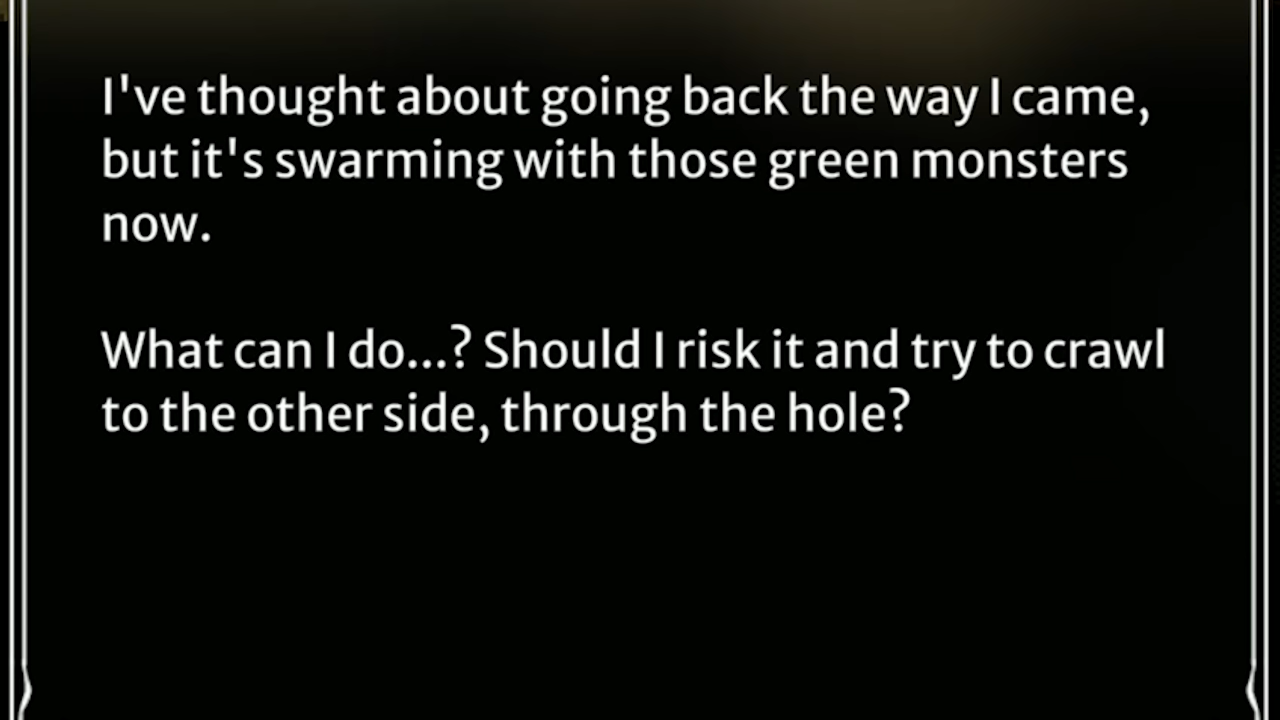 I've thought about going back the way I came,
but it's swarming with those green monsters
now.
What can I do...? Should I risk it and try to crawl
to the other side, through the hole?